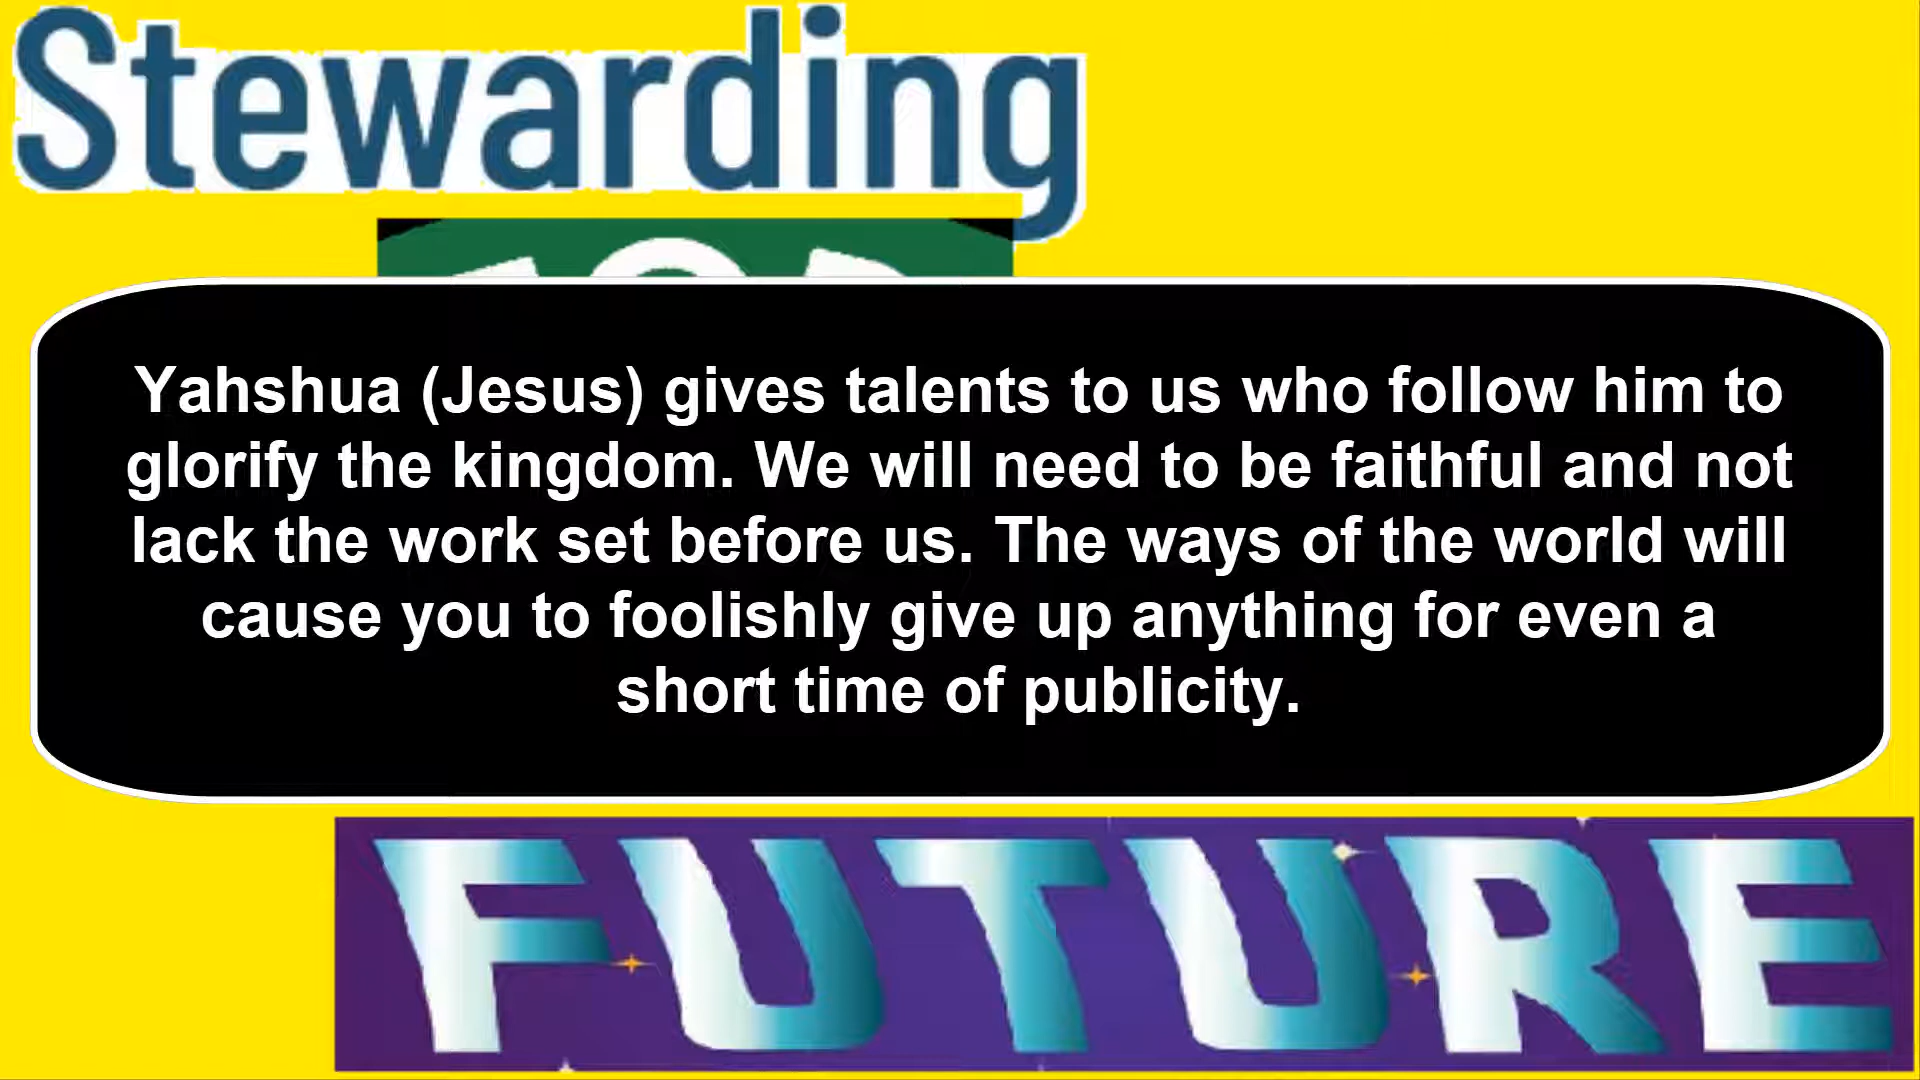 Stewarding
Yahshua (Jesus) gives talents to us who follow him to
glorify the kingdom. We will need to be faithful and not
lack the work set before us. The ways of the world will
cause you to foolishly give up anything for even a
short time of publicity.
FUTURE